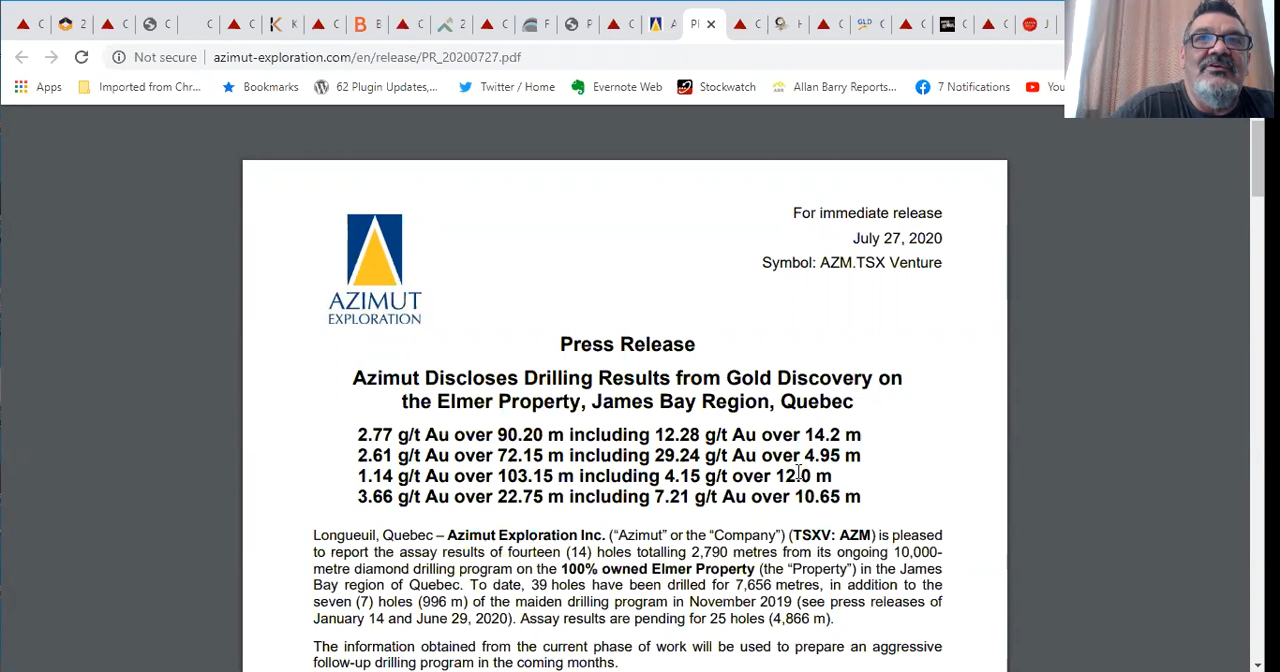 C
2
C
C
C
C
K
C
B
C
2
C
F
P
C
A
P
C
H
C
GLD
C
C
C
J
Not secure
azimut-exploration.com/en/release/PR_20200727.pdf
Apps
Imported from Chr...
Bookmarks
62 Plugin Updates,...
Twitter / Home
Evernote Web
Stockwatch
Allan Barry Reports...
7 Notifications
You
For immediate release
July 27, 2020
Symbol: AZM.TSX Venture
AZIMUT
EXPLORATION
Press Release
Azimut Discloses Drilling Results from Gold Discovery on
the Elmer Property, James Bay Region, Quebec
2.77 g/t Au over 90.20 m including 12.28 g/t Au over 14.2 m
2.61 g/t Au over 72.15 m including 29.24 g/t Au over 4.95 m
1.14 g/t Au over 103.15 m including 4.15 g/t over 12.0 m
3.66 g/t Au over 22.75 m including 7.21 g/t Au over 10.65 m
Longueuil, Quebec – Azimut Exploration Inc. (“Azimut” or the “Company”) (TSXV: AZM) is pleased
to report the assay results of fourteen (14) holes totalling 2,790 metres from its ongoing 10,000-
metre diamond drilling program on the 100% owned Elmer Property (the “Property”) in the James
Bay region of Quebec. To date, 39 holes have been drilled for 7,656 metres, in addition to the
seven (7) holes (996 m) of the maiden drilling program in November 2019 (see press releases of
January 14 and June 29, 2020). Assay results are pending for 25 holes (4,866 m).
The information obtained from the current phase of work will be used to prepare an aggressive
follow-up drilling program in the coming months.